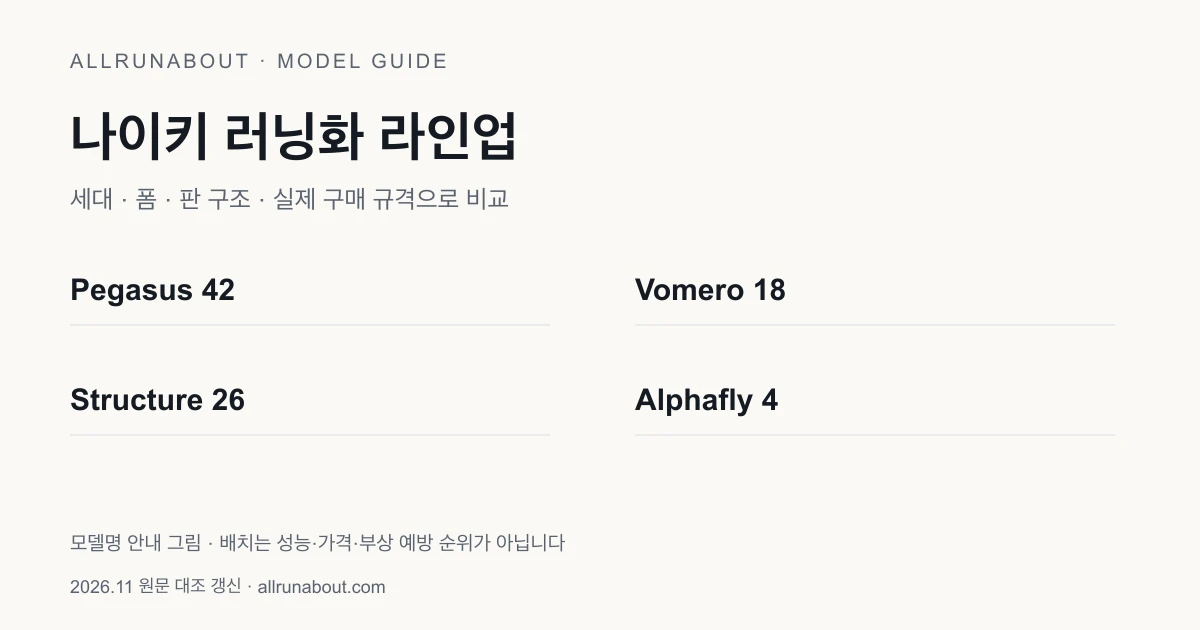 ALLRUNABOUT · MODEL GUIDE
나이키 러닝화 라인업
세대 · 폼 · 판 구조 · 실제 구매 규격으로 비교
Pegasus 42
Vomero 18
Structure 26
Alphafly 4
모델명 안내 그림 · 배치는 성능·가격·부상 예방 순위가 아닙니다
2026.11 원문 대조 갱신 · allrunabout.com